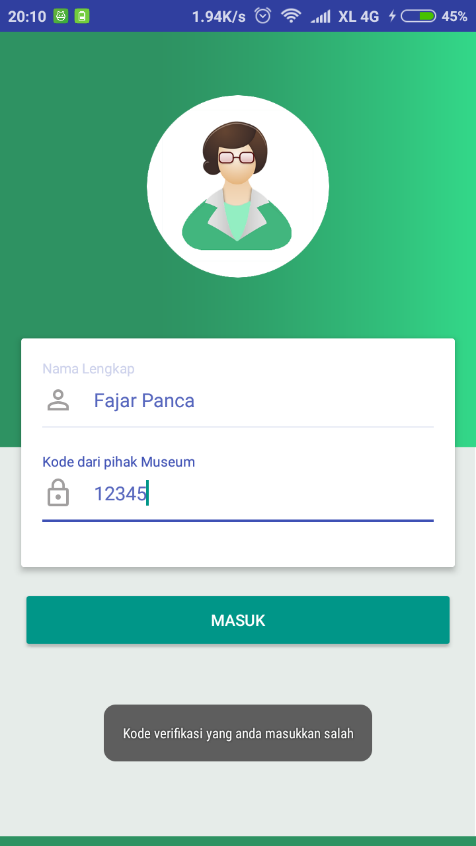 20:10 1.94K/s XL 4G 45%
Nama Lengkap
Fajar Panca
Kode dari pihak Museum
12345
MASUK
Kode verifikasi yang anda masukkan salah